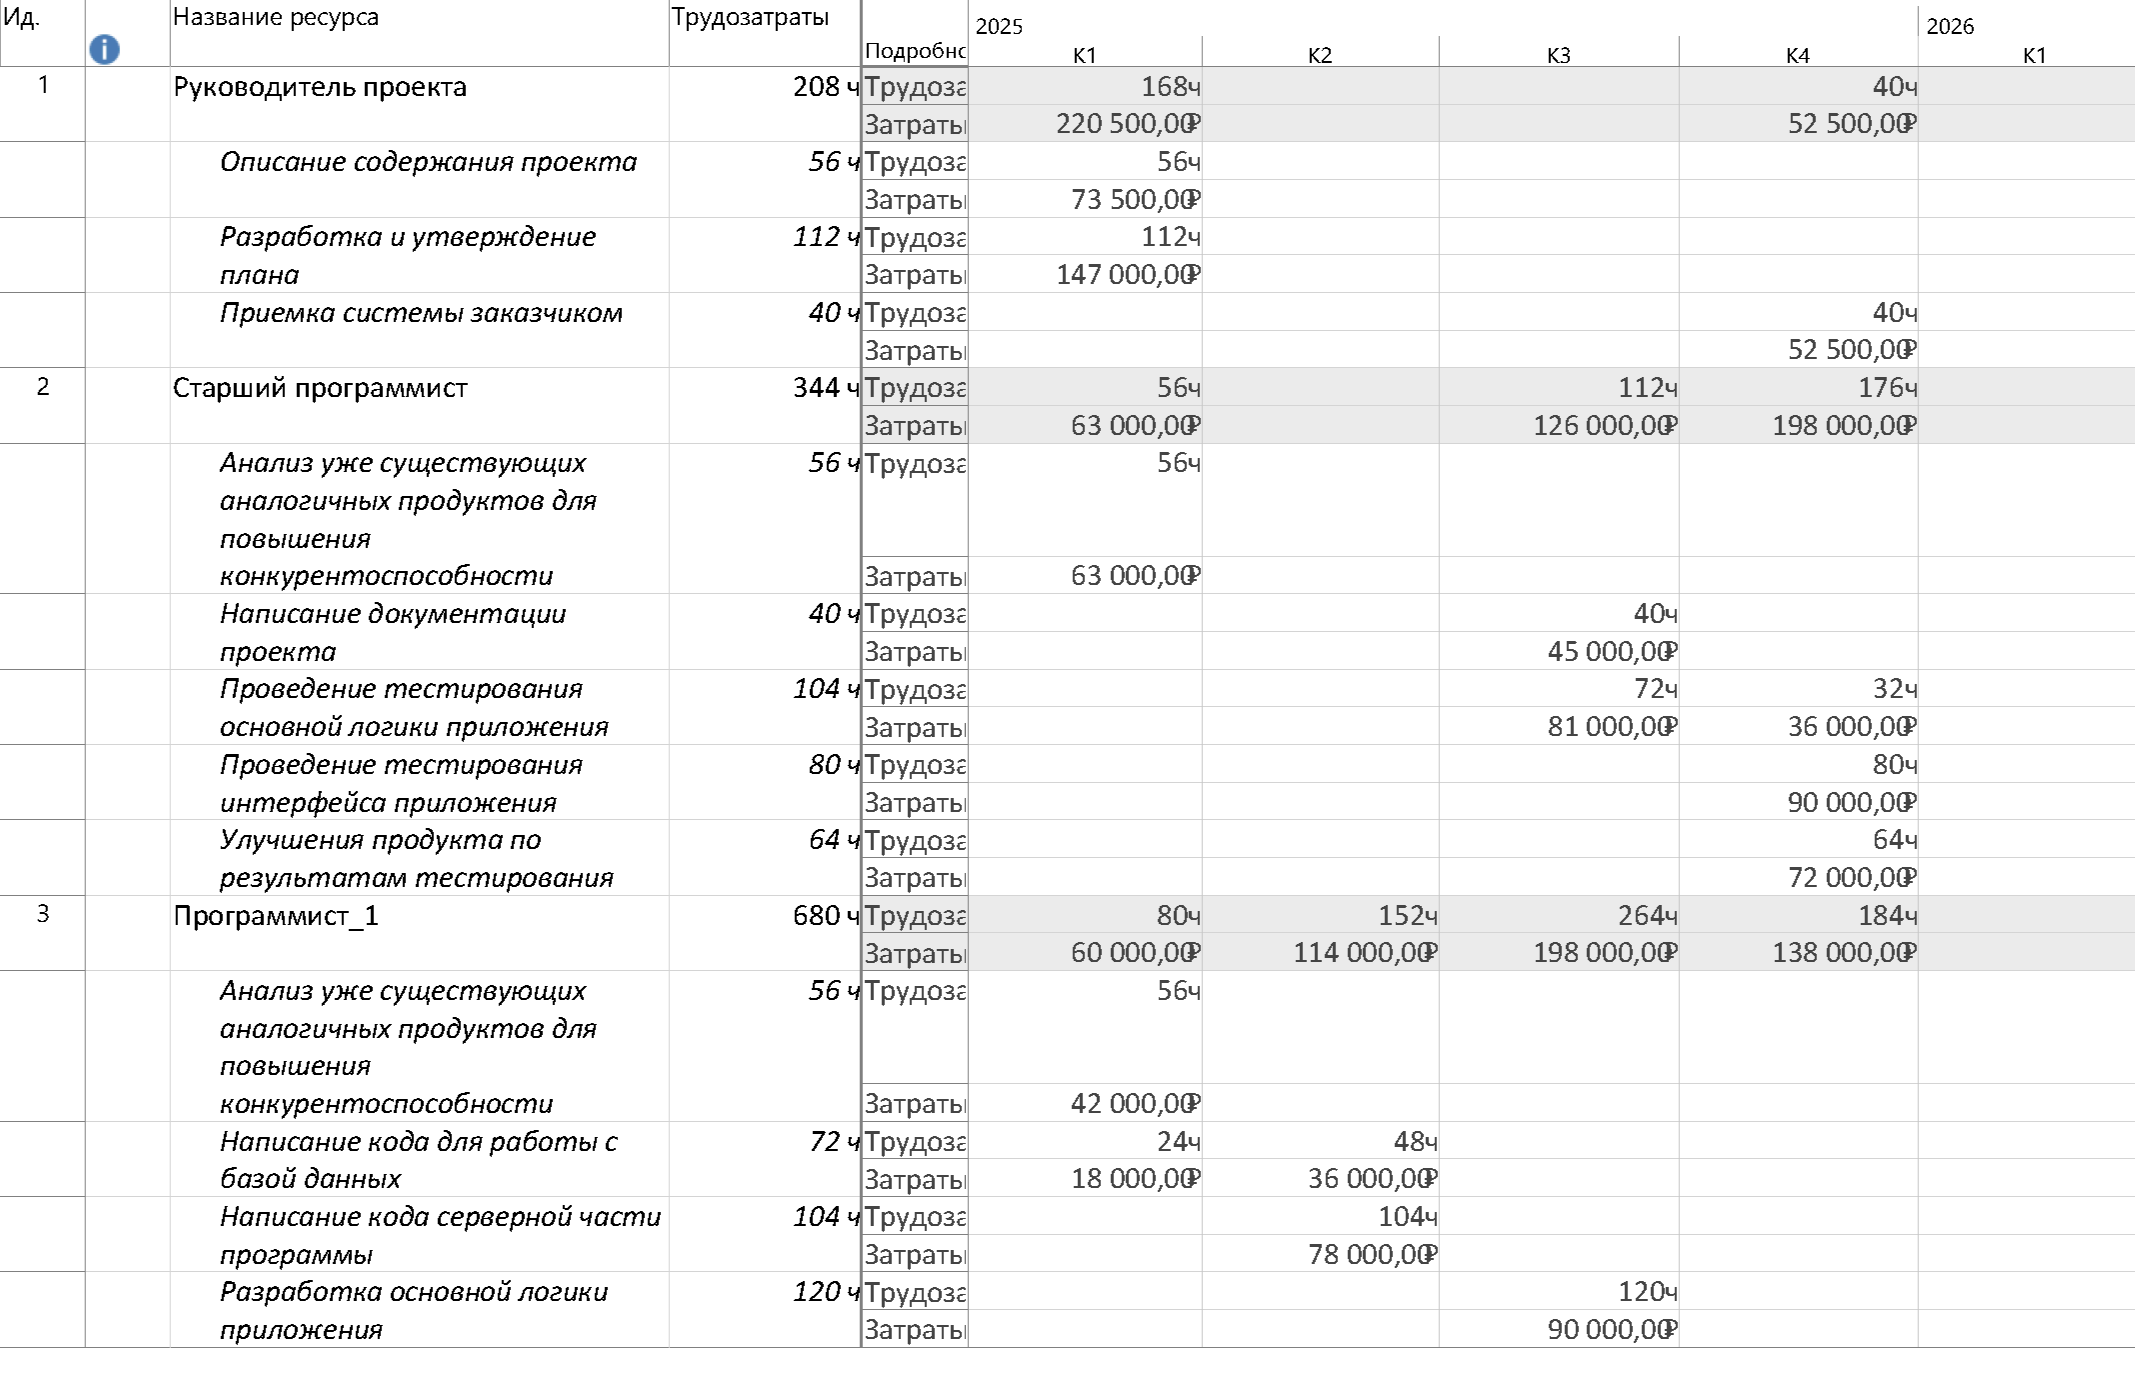 Ид. Название ресурса Трудозатраты
Подробно 2025 2026
К1 К2 К3 К4 К1
1 Руководитель проекта 208 ч Трудоза 168ч 40ч
Затраты 220 500,00₽ 52 500,00₽
Описание содержания проекта 56 ч Трудоза 56ч
Затраты 73 500,00₽
Разработка и утверждение 112 ч Трудоза 112ч
плана Затраты 147 000,00₽
Приемка системы заказчиком 40 ч Трудоза 40ч
Затраты 52 500,00₽
2 Старший программист 344 ч Трудоза 56ч 112ч 176ч
Затраты 63 000,00₽ 126 000,00₽ 198 000,00₽
Анализ уже существующих 56 ч Трудоза 56ч
аналогичных продуктов для
повышения
конкурентоспособности Затраты 63 000,00₽
Написание документации 40 ч Трудоза 40ч
проекта Затраты 45 000,00₽
Проведение тестирования 104 ч Трудоза 72ч 32ч
основной логики приложения Затраты 81 000,00₽ 36 000,00₽
Проведение тестирования 80 ч Трудоза 80ч
интерфейса приложения Затраты 90 000,00₽
Улучшения продукта по 64 ч Трудоза 64ч
результатам тестирования Затраты 72 000,00₽
3 Программист_1 680 ч Трудоза 80ч 152ч 264ч 184ч
Затраты 60 000,00₽ 114 000,00₽ 198 000,00₽ 138 000,00₽
Анализ уже существующих 56 ч Трудоза 56ч
аналогичных продуктов для
повышения
конкурентоспособности Затраты 42 000,00₽
Написание кода для работы с 72 ч Трудоза 24ч 48ч
базой данных Затраты 18 000,00₽ 36 000,00₽
Написание кода серверной части 104 ч Трудоза 104ч
программы Затраты 78 000,00₽
Разработка основной логики 120 ч Трудоза 120ч
приложения Затраты 90 000,00₽